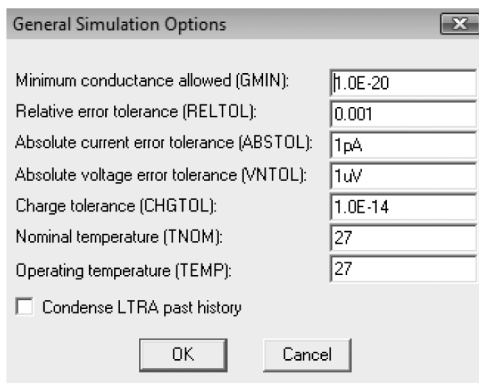 General Simulation Options
Minimum conductance allowed (GMIN): 1.0E-20
Relative error tolerance (RELTOL): 0.001
Absolute current error tolerance (ABSTOL): 1pA
Absolute voltage error tolerance (VNTOL): 1uV
Charge tolerance (CHGTOL): 1.0E-14
Nominal temperature (TNOM): 27
Operating temperature (TEMP): 27
Condense LTRA past history
OK Cancel